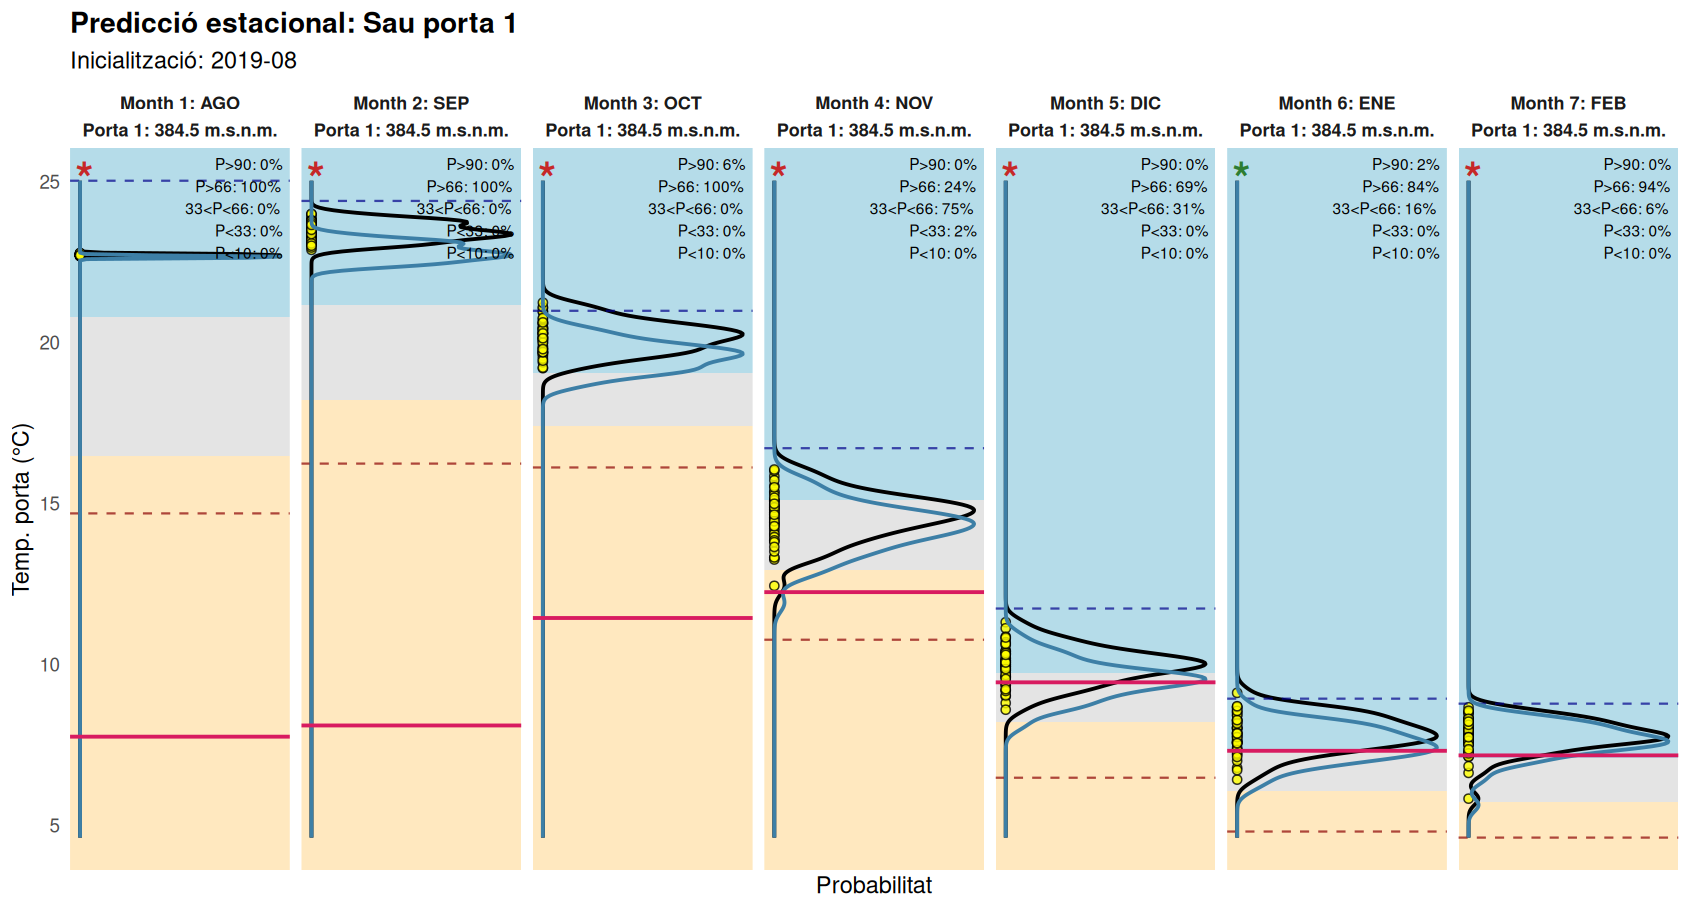 Predicció estacional: Sau porta 1
Inicialització: 2019-08
Month 1: AGO
Porta 1: 384.5 m.s.n.m.
Month 2: SEP
Porta 1: 384.5 m.s.n.m.
Month 3: OCT
Porta 1: 384.5 m.s.n.m.
Month 4: NOV
Porta 1: 384.5 m.s.n.m.
Month 5: DIC
Porta 1: 384.5 m.s.n.m.
Month 6: ENE
Porta 1: 384.5 m.s.n.m.
Month 7: FEB
Porta 1: 384.5 m.s.n.m.
*
P>90: 0%
P>66: 100%
33<P<66: 0%
P<33: 0%
P<10: 0%
*
P>90: 0%
P>66: 100%
33<P<66: 0%
P<33: 0%
P<10: 0%
*
P>90: 6%
P>66: 100%
33<P<66: 0%
P<33: 0%
P<10: 0%
*
P>90: 0%
P>66: 24%
33<P<66: 75%
P<33: 2%
P<10: 0%
*
P>90: 0%
P>66: 69%
33<P<66: 31%
P<33: 0%
P<10: 0%
*
P>90: 2%
P>66: 84%
33<P<66: 16%
P<33: 0%
P<10: 0%
*
P>90: 0%
P>66: 94%
33<P<66: 6%
P<33: 0%
P<10: 0%
25
20
15
10
5
Temp. porta (°C)
Probabilitat